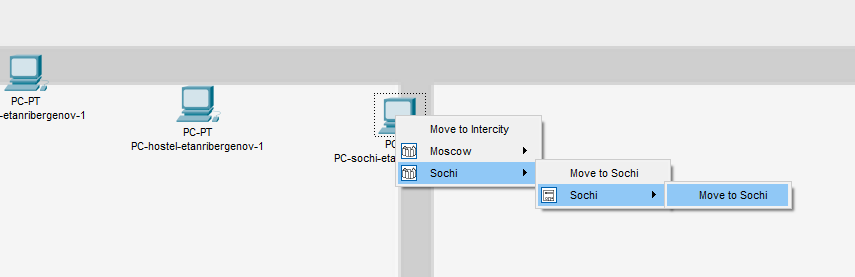 PC-PT
-etanribergenov-1
PC-PT
PC-hostel-etanribergenov-1
PC
PC-sochi-eta
Move to Intercity
Moscow
Sochi
Move to Sochi
Sochi
Move to Sochi